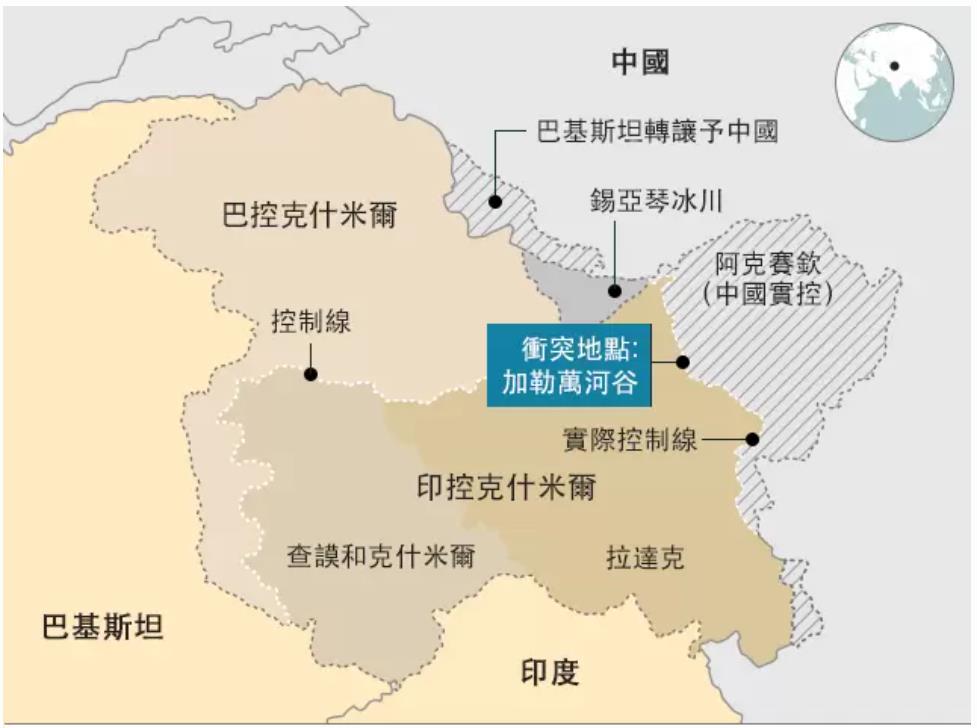 中國
巴基斯坦轉讓予中國
錫亞琴冰川
巴控克什米爾
阿克賽欽
（中國實控）
控制線
衝突地點:
加勒萬河谷
實際控制線
印控克什米爾
查謨和克什米爾
拉達克
巴基斯坦
印度